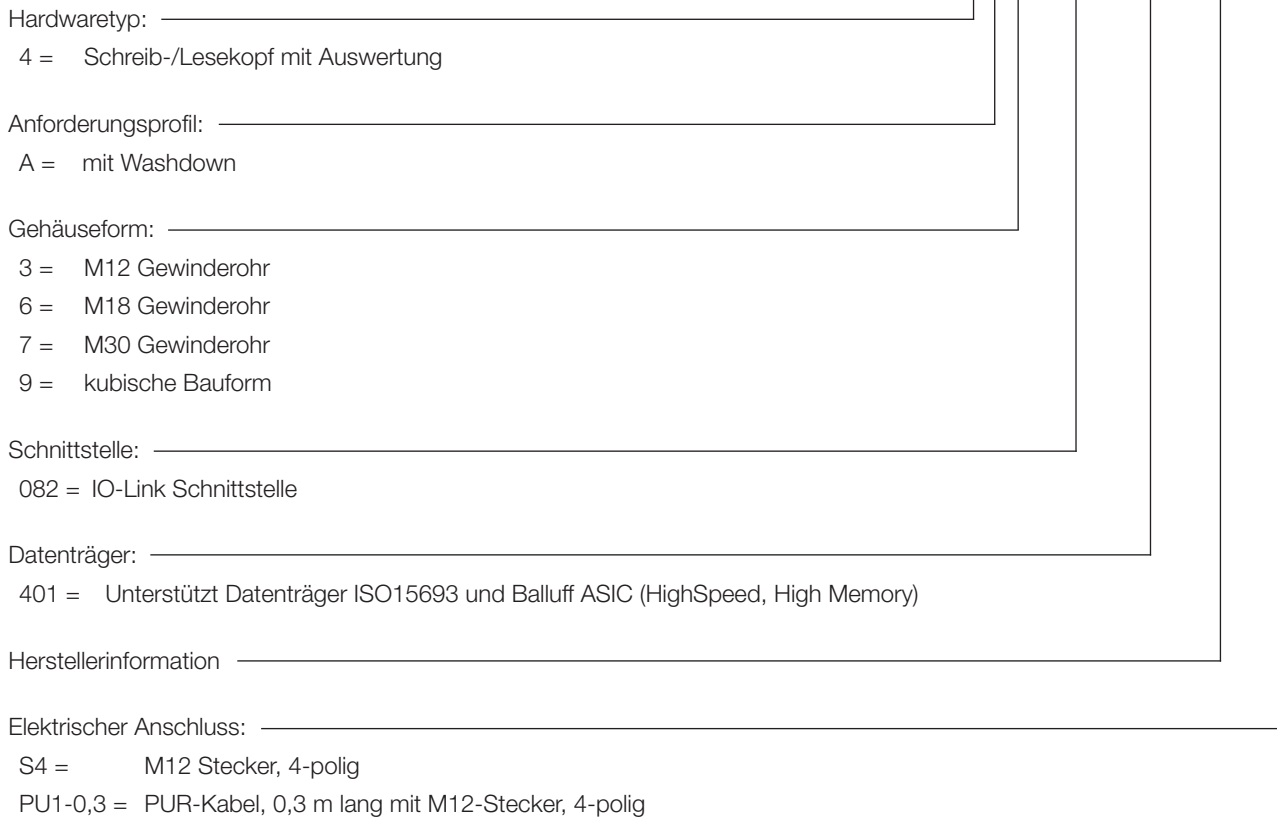 Hardwaretyp:
4 = Schreib-/Lesekopf mit Auswertung
Anforderungsprofil:
A = mit Washdown
Gehäuseform:
3 = M12 Gewinderohr
6 = M18 Gewinderohr
7 = M30 Gewinderohr
9 = kubische Bauform
Schnittstelle:
082 = IO-Link Schnittstelle
Datenträger:
401 = Unterstützt Datenträger ISO15693 und Balluff ASIC (HighSpeed, High Memory)
Herstellerinformation
Elektrischer Anschluss:
S4 = M12 Stecker, 4-polig
PU1-0,3 = PUR-Kabel, 0,3 m lang mit M12-Stecker, 4-polig